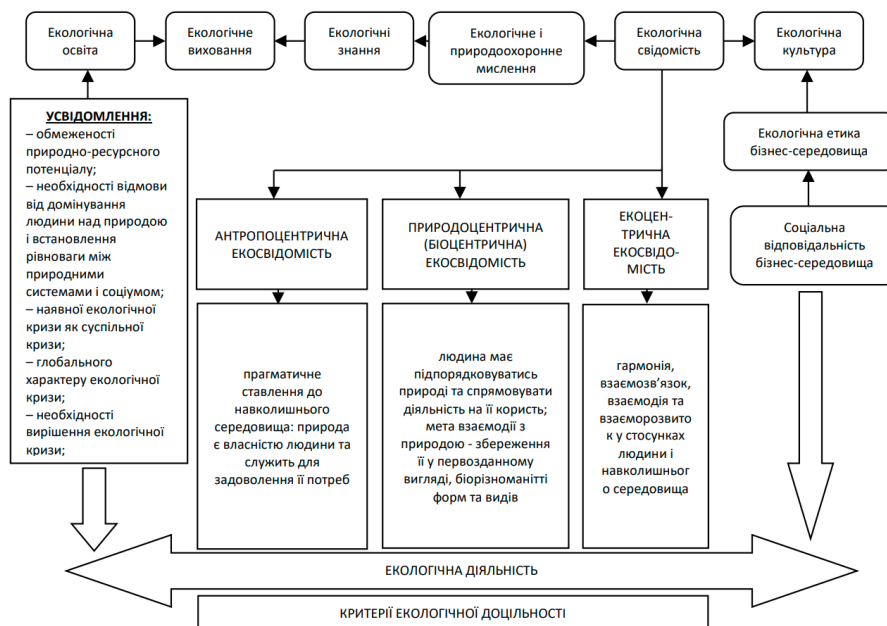 Екологічна
освіта
Екологічне
виховання
Екологічні
знання
Екологічне і
природоохоронне
мислення
Екологічна
свідомість
Екологічна
культура
УСВІДОМЛЕННЯ:
– обмеженості
природно-ресурсного
потенціалу;
– необхідності відмови
від домінування
людини над природою
і встановлення
рівноваги між
природними
системами і соціумом;
– наявної екологічної
кризи як суспільної
кризи;
– глобального
характеру екологічної
кризи;
– необхідності
вирішення екологічної
кризи;
АНТРОПОЦЕНТРИЧНА
ЕКОСВІДОМІСТЬ
ПРИРОДОЦЕНТРИЧНА
(БІОЦЕНТРИЧНА)
ЕКОСВІДОМІСТЬ
ЕКОЦЕН-
ТРИЧНА
ЕКОСВІДО-
МІСТЬ
Екологічна етика
бізнес-середовища
Соціальна
відповідальність
бізнес-середовища
прагматичне
ставлення до
навколишнього
середовища: природа
є власністю людини та
служить для
задоволення її потреб
людина має
підпорядковуватись
природі та спрямовувати
діяльність на її користь;
мета взаємодії з
природою - збереження
її у первозданному
вигляді, біорізноманітті
форм та видів
гармонія,
взаємозв’язок,
взаємодія та
взаєморозвито
к у стосунках
людини і
навколишньог
о середовища
ЕКОЛОГІЧНА ДІЯЛЬНІСТЬ
КРИТЕРІЇ ЕКОЛОГІЧНОЇ ДОЦІЛЬНОСТІ